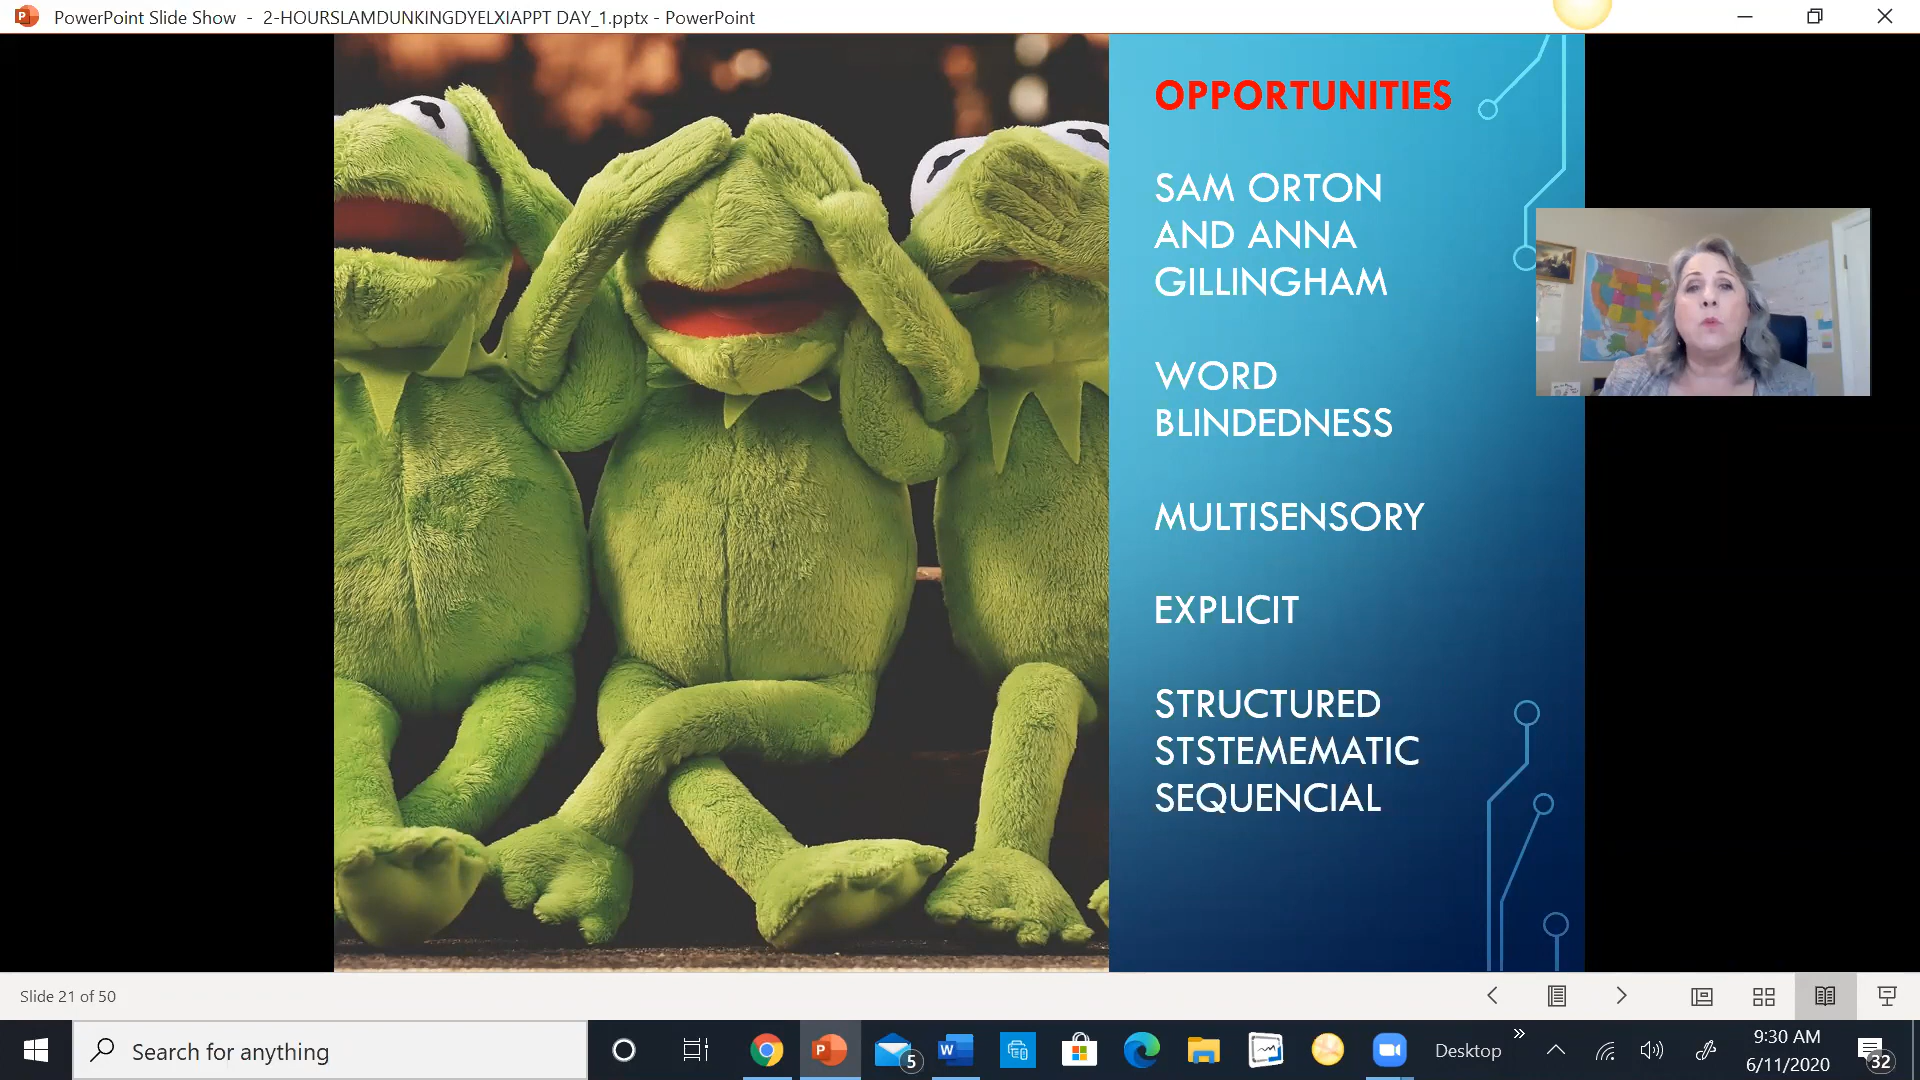 PowerPoint Slide Show - 2-HOURSLAMDUNKINGDYELXIAPPT DAY_1.pptx - PowerPoint
OPPORTUNITIES
SAM ORTON
AND ANNA
GILLINGHAM
WORD
BLINDEDNESS
MULTISENSORY
EXPLICIT
STRUCTURED
STSTEMEMATIC
SEQUENCIAL
Slide 21 of 50
Search for anything
5
Desktop
9:30 AM
6/11/2020
32